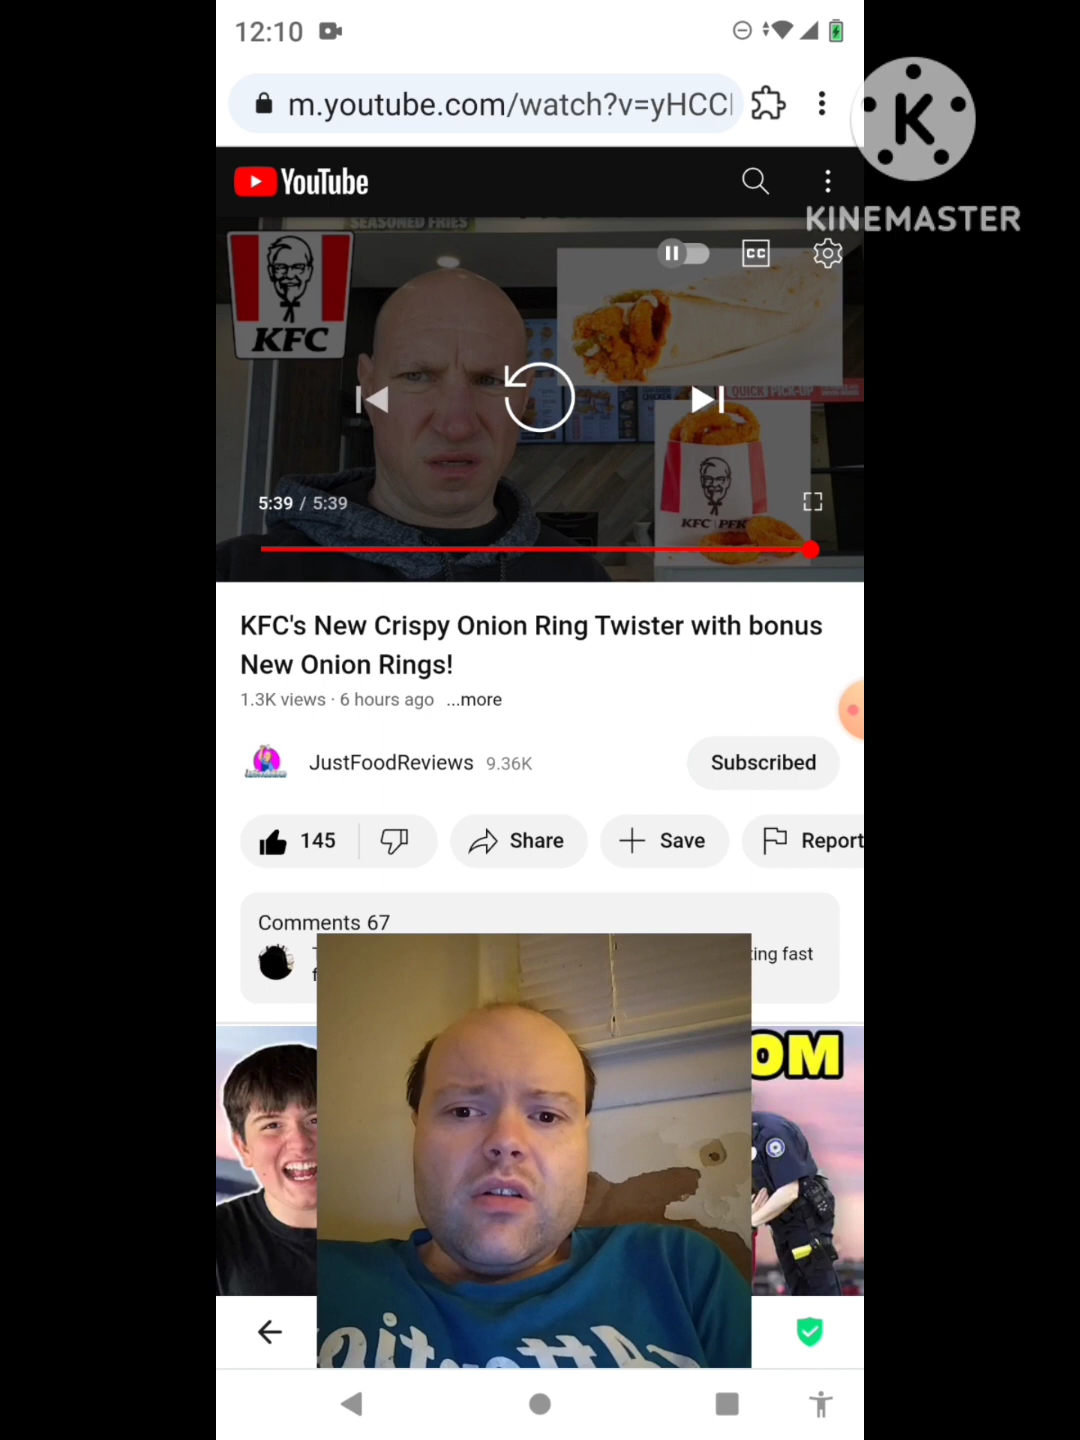 12:10
m.youtube.com/watch?v=yHCC
K
KINEMASTER
YouTube
SEASONED FRIES
CC
KFC
QUICK PICK-UP
KFC PFK
5:39 / 5:39
KFC's New Crispy Onion Ring Twister with bonus
New Onion Rings!
1.3K views · 6 hours ago ...more
JustFoodReviews 9.36K
Subscribed
145
Share
Save
Report
Comments 67
ing fast
OM